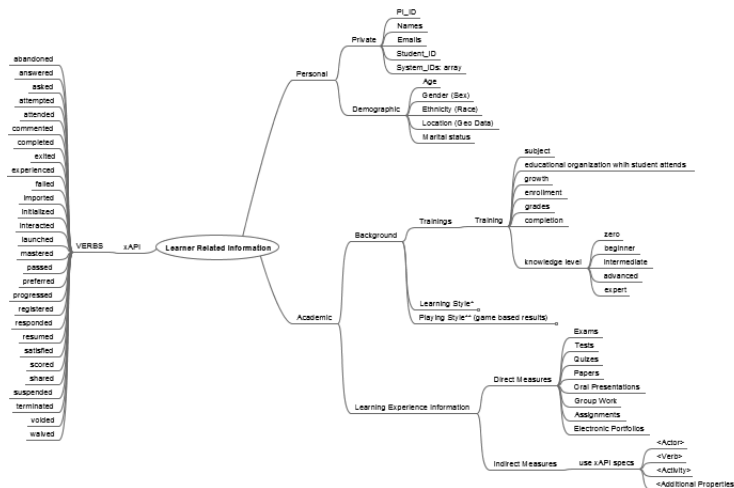 abandoned
answered
asked
attempted
attended
commented
completed
exited
experienced
failed
imported
initialized
interacted
launched
mastered
passed
preferred
progressed
registered
responded
resumed
satisfied
scored
shared
suspended
terminated
voided
waived
VERBS
xAPI
Learner Related Information
Personal
Private
PI_ID
Names
Emails
Student_ID
System_IDs: array
Demographic
Age
Gender (Sex)
Ethnicity (Race)
Location (Geo Data)
Marital status
Academic
Background
Trainings
Training
subject
educational organization whih student attends
growth
enrollment
grades
completion
knowledge level
zero
beginner
intermediate
advanced
expert
Learning Style*
Playing Style** (game based results)
Learning Experience Information
Direct Measures
Exams
Tests
Quizes
Papers
Oral Presentations
Group Work
Assignments
Electronic Portfolios
Indirect Measures
use xAPI specs
<Actor>
<Verb>
<Activity>
<Additional Properties